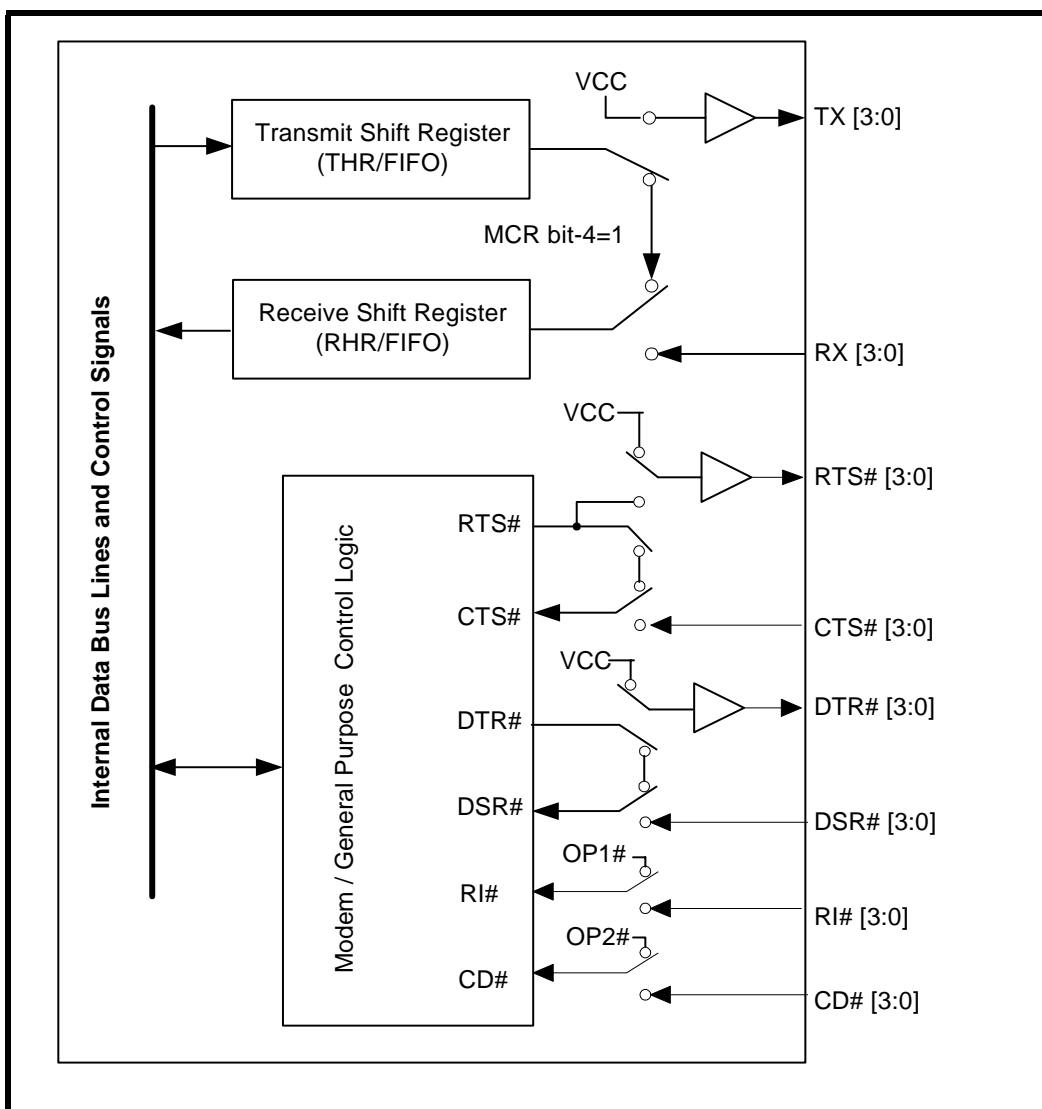 VCC
TX [3:0]
Transmit Shift Register
(THR/FIFO)
MCR bit-4=1
Receive Shift Register
(RHR/FIFO)
RX [3:0]
Internal Data Bus Lines and Control Signals
VCC
RTS# [3:0]
Modem / General Purpose Control Logic
RTS#
CTS#
CTS# [3:0]
VCC
DTR# [3:0]
DTR#
DSR#
DSR# [3:0]
OP1#
RI#
RI# [3:0]
OP2#
CD#
CD# [3:0]